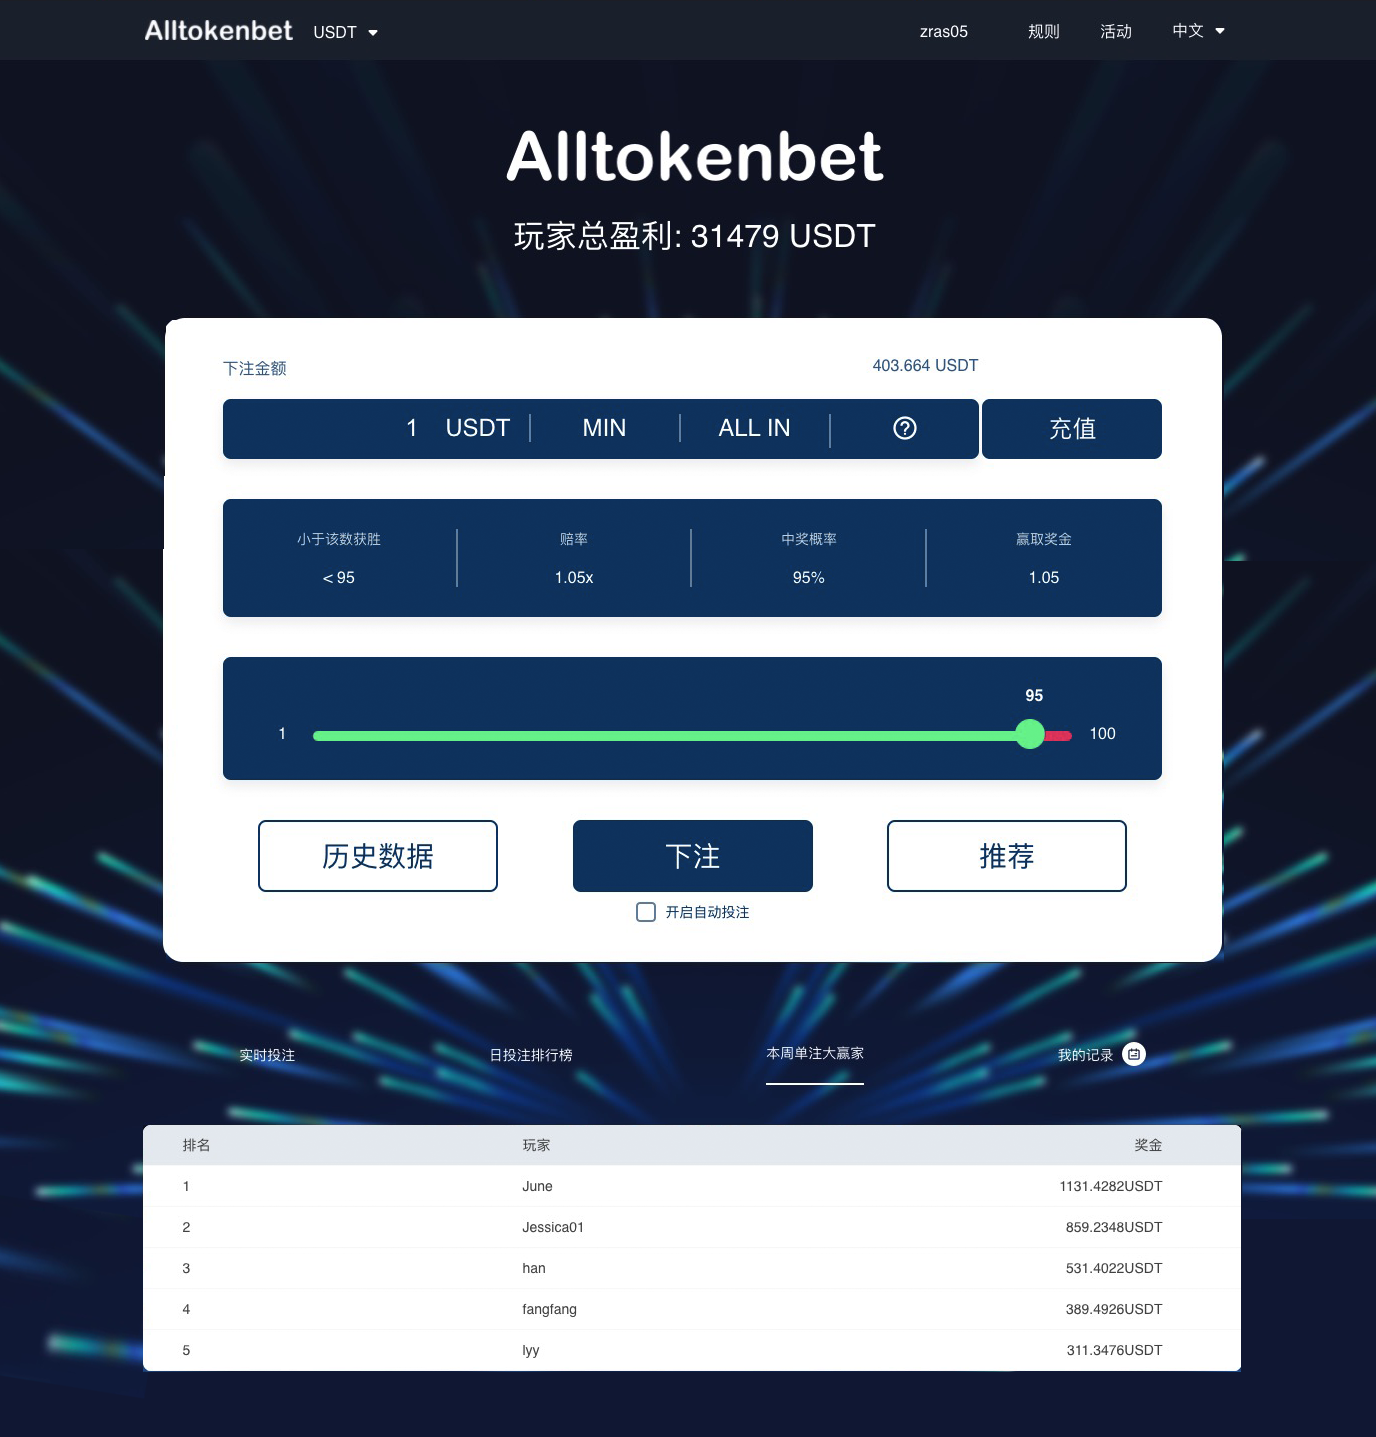 Alltokenbet USDT zras05 规则 活动 中文
Alltokenbet
玩家总盈利: 31479 USDT
下注金额 403.664 USDT
1 USDT MIN ALL IN ? 充值
小于该数获胜 赔率 中奖概率 赢取奖金
< 95 1.05x 95% 1.05
95
1 100
历史数据 下注 推荐
开启自动投注
实时投注 日投注排行榜 本周单注大赢家 我的记录
排名 玩家 奖金
1 June 1131.4282USDT
2 Jessica01 859.2348USDT
3 han 531.4022USDT
4 fangfang 389.4926USDT
5 lyy 311.3476USDT